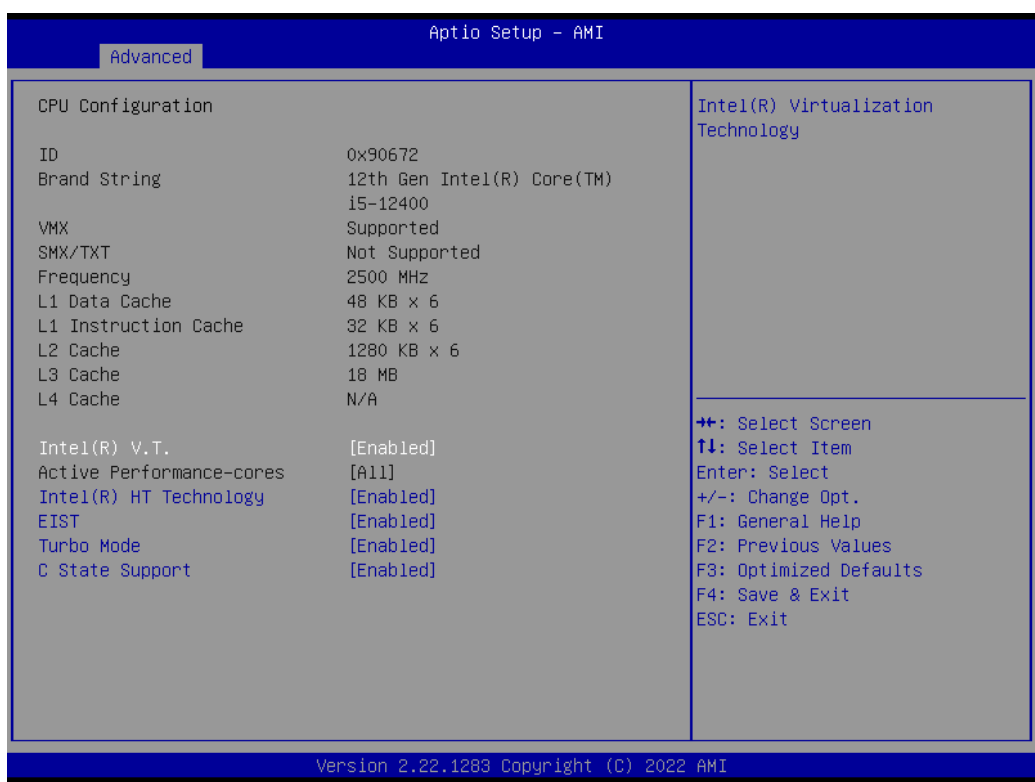 Aptio Setup – AMI
Advanced
CPU Configuration
ID 0x90672
Brand String 12th Gen Intel(R) Core(TM)
i5-12400
VMX Supported
SMX/TXT Not Supported
Frequency 2500 MHz
L1 Data Cache 48 KB x 6
L1 Instruction Cache 32 KB x 6
L2 Cache 1280 KB x 6
L3 Cache 18 MB
L4 Cache N/A
Intel(R) V.T. [Enabled]
Active Performance-cores [All]
Intel(R) HT Technology [Enabled]
EIST [Enabled]
Turbo Mode [Enabled]
C State Support [Enabled]
Intel(R) Virtualization
Technology
→←: Select Screen
↑↓: Select Item
Enter: Select
+/-: Change Opt.
F1: General Help
F2: Previous Values
F3: Optimized Defaults
F4: Save & Exit
ESC: Exit
Version 2.22.1283 Copyright (C) 2022 AMI